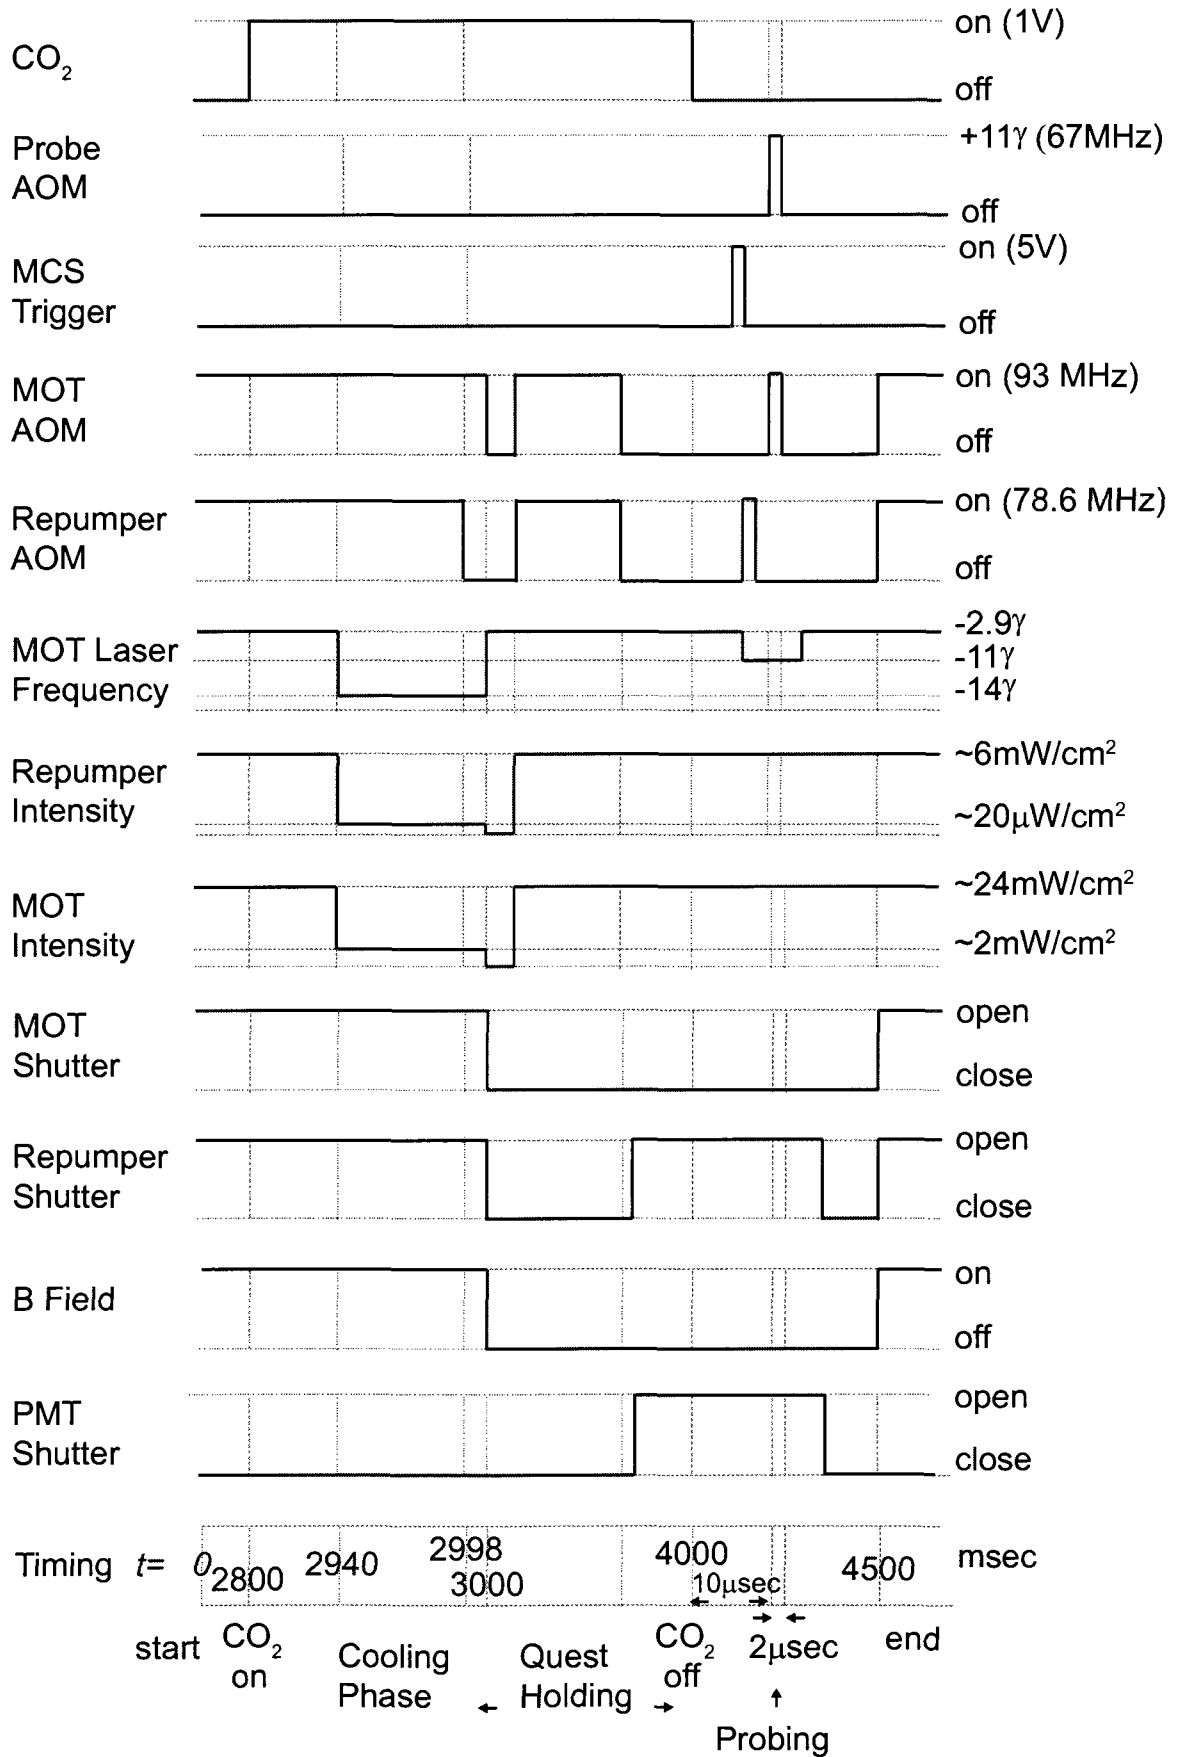 CO2
on (1V)
off
Probe
AOM
+11γ (67MHz)
off
MCS
Trigger
on (5V)
off
MOT
AOM
on (93 MHz)
off
Repumper
AOM
on (78.6 MHz)
off
MOT Laser
Frequency
-2.9γ
-11γ
-14γ
Repumper
Intensity
~6mW/cm²
~20μW/cm²
MOT
Intensity
~24mW/cm²
~2mW/cm²
MOT
Shutter
open
close
Repumper
Shutter
open
close
B Field
on
off
PMT
Shutter
open
close
Timing t= 0 2800 2940 2998 3000 4000 10μsec 4500 msec
start
CO2
on
Cooling
Phase
Quest
Holding
CO2
off
2μsec
end
Probing